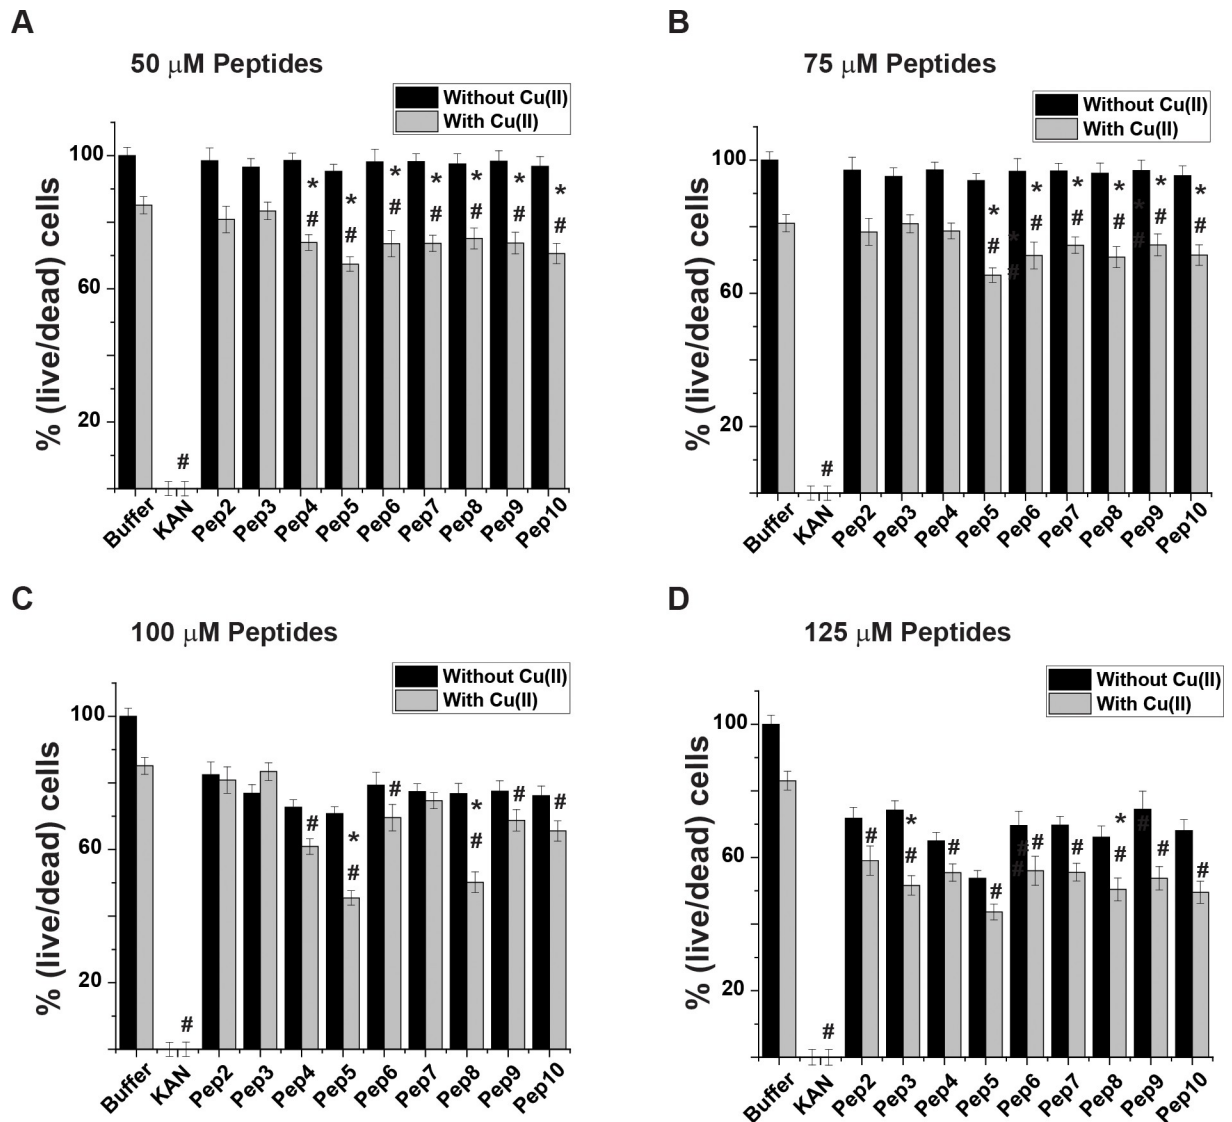 A
50 μM Peptides
Without Cu(II)
With Cu(II)
% (live/dead) cells
100
60
20
* * * * * * *
# # # # # # #
#
Buffer KAN Pep2 Pep3 Pep4 Pep5 Pep6 Pep7 Pep8 Pep9 Pep10
B
75 μM Peptides
Without Cu(II)
With Cu(II)
% (live/dead) cells
100
60
20
* * * * * * * *
# # # # # # # #
#
Buffer KAN Pep2 Pep3 Pep4 Pep5 Pep6 Pep7 Pep8 Pep9 Pep10
C
100 μM Peptides
Without Cu(II)
With Cu(II)
% (live/dead) cells
100
60
20
* *
# # # # # #
#
Buffer KAN Pep2 Pep3 Pep4 Pep5 Pep6 Pep7 Pep8 Pep9 Pep10
D
125 μM Peptides
Without Cu(II)
With Cu(II)
% (live/dead) cells
100
60
20
* *
# # # # # # # # # # # #
#
Buffer KAN Pep2 Pep3 Pep4 Pep5 Pep6 Pep7 Pep8 Pep9 Pep10